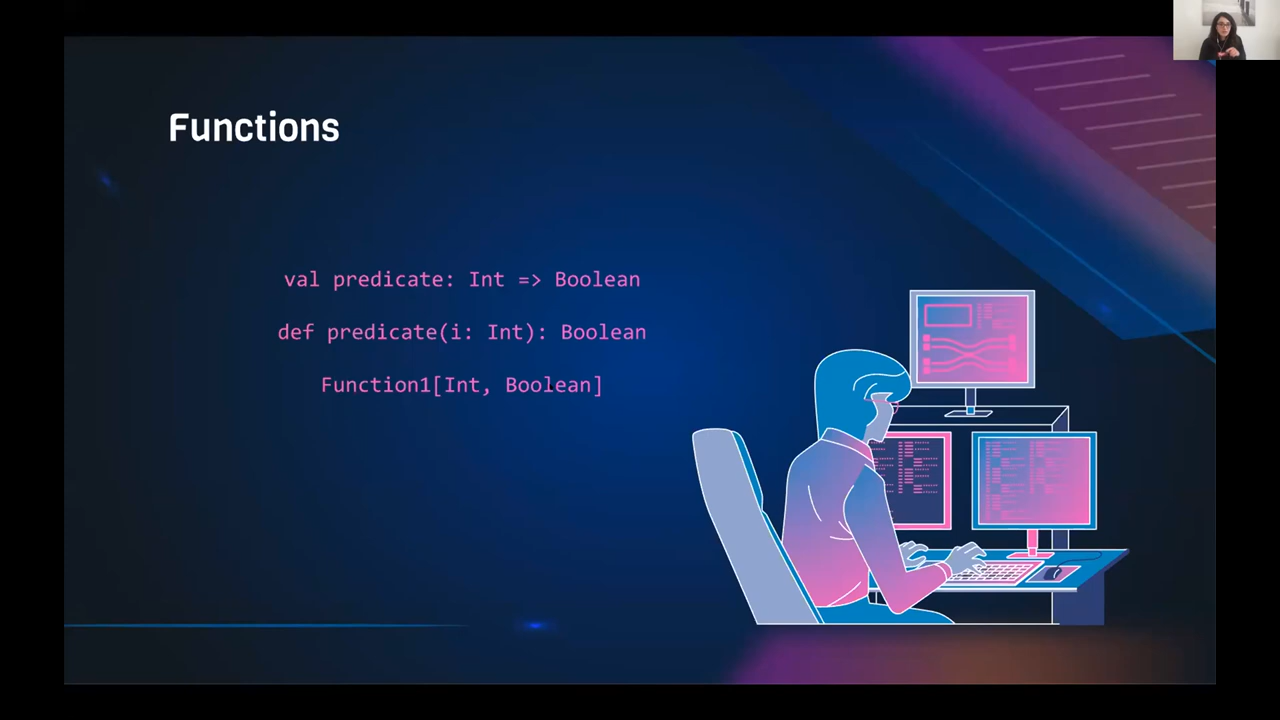 Functions
val predicate: Int => Boolean
def predicate(i: Int): Boolean
Function1[Int, Boolean]